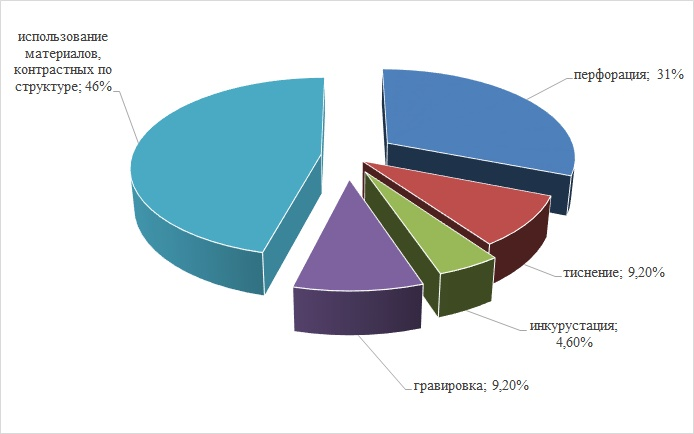 использование
материалов,
контрастных по
структуре; 46%
перфорация; 31%
тиснение; 9,20%
инкурустация;
4,60%
гравировка; 9,20%